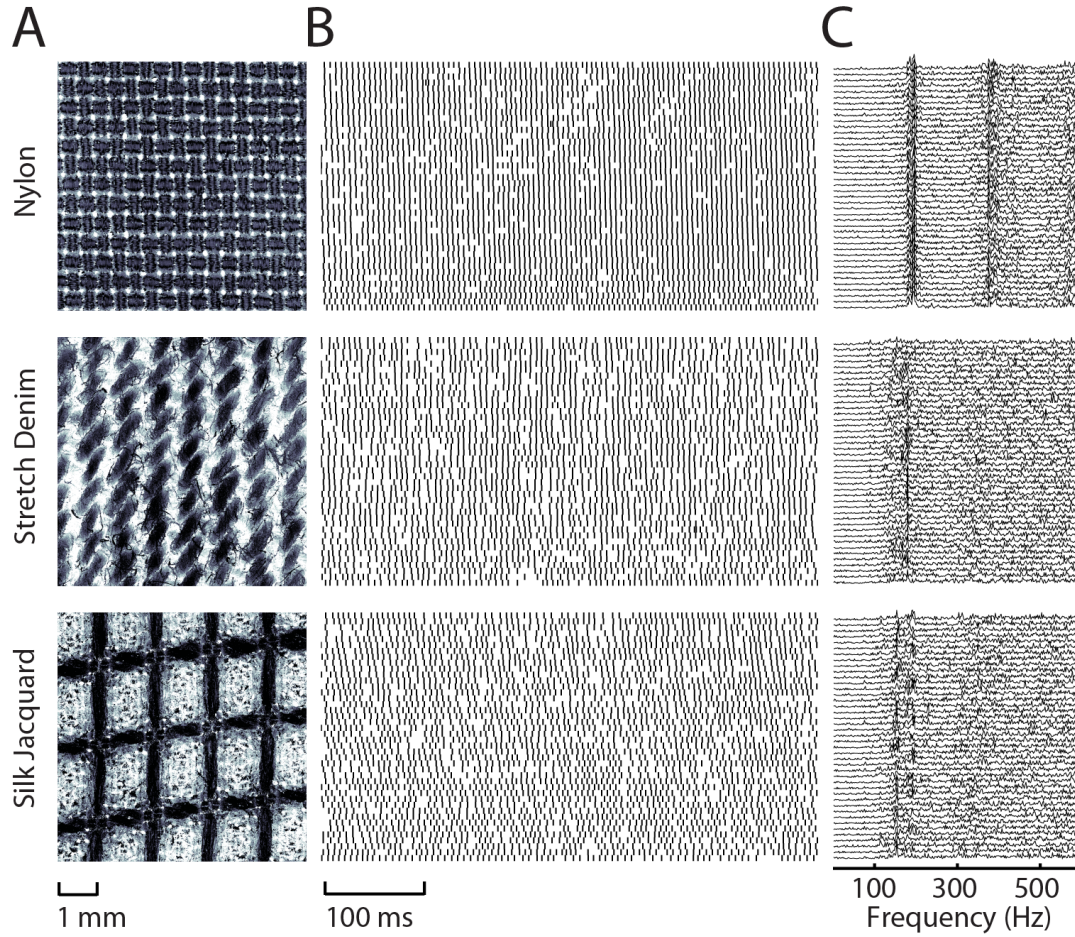 A
B
C
Nylon
Stretch Denim
Silk Jacquard
1 mm
100 ms
100 300 500
Frequency (Hz)